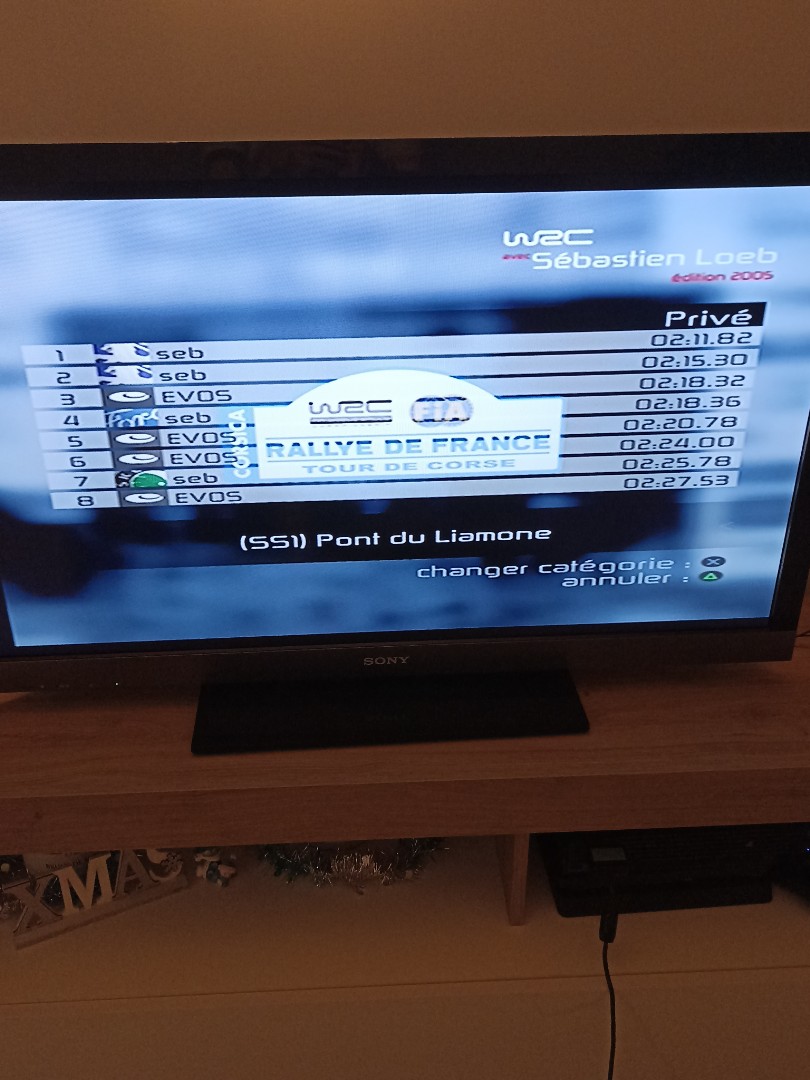 WRC
avec Sébastien Loeb
édition 2005
Privé
1 seb 02:11.82
2 seb 02:15.30
3 EVOS 02:18.32
4 seb 02:18.36
5 EVOS 02:20.78
6 EVOS 02:24.00
7 seb 02:25.78
8 EVOS 02:27.53
WRC FIA
CORSICA
RALLYE DE FRANCE
TOUR DE CORSE
(SS1) Pont du Liamone
changer catégorie :
annuler :
SONY
XMAS